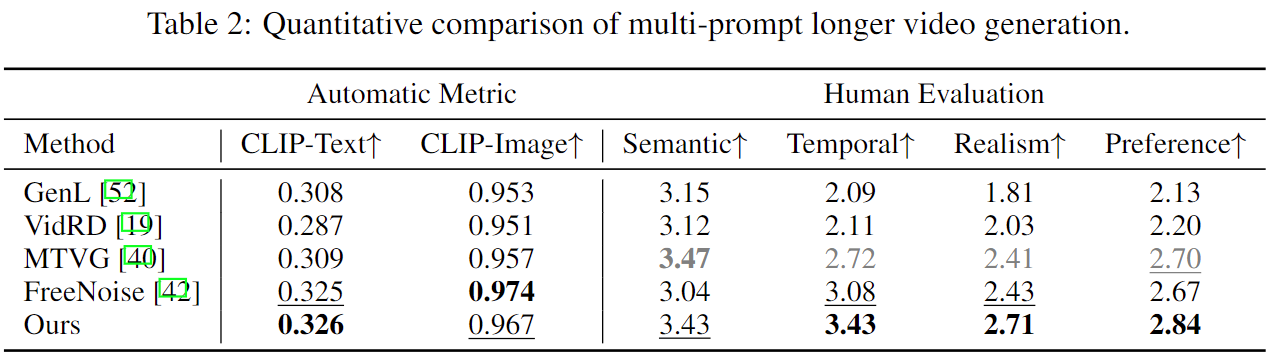 Table 2: Quantitative comparison of multi-prompt longer video generation.
Automatic Metric Human Evaluation
Method CLIP-Text↑ CLIP-Image↑ Semantic↑ Temporal↑ Realism↑ Preference↑
GenL [52] 0.308 0.953 3.15 2.09 1.81 2.13
VidRD [19] 0.287 0.951 3.12 2.11 2.03 2.20
MTVG [40] 0.309 0.957 3.47 2.72 2.41 2.70
FreeNoise [42] 0.325 0.974 3.04 3.08 2.43 2.67
Ours 0.326 0.967 3.43 3.43 2.71 2.84